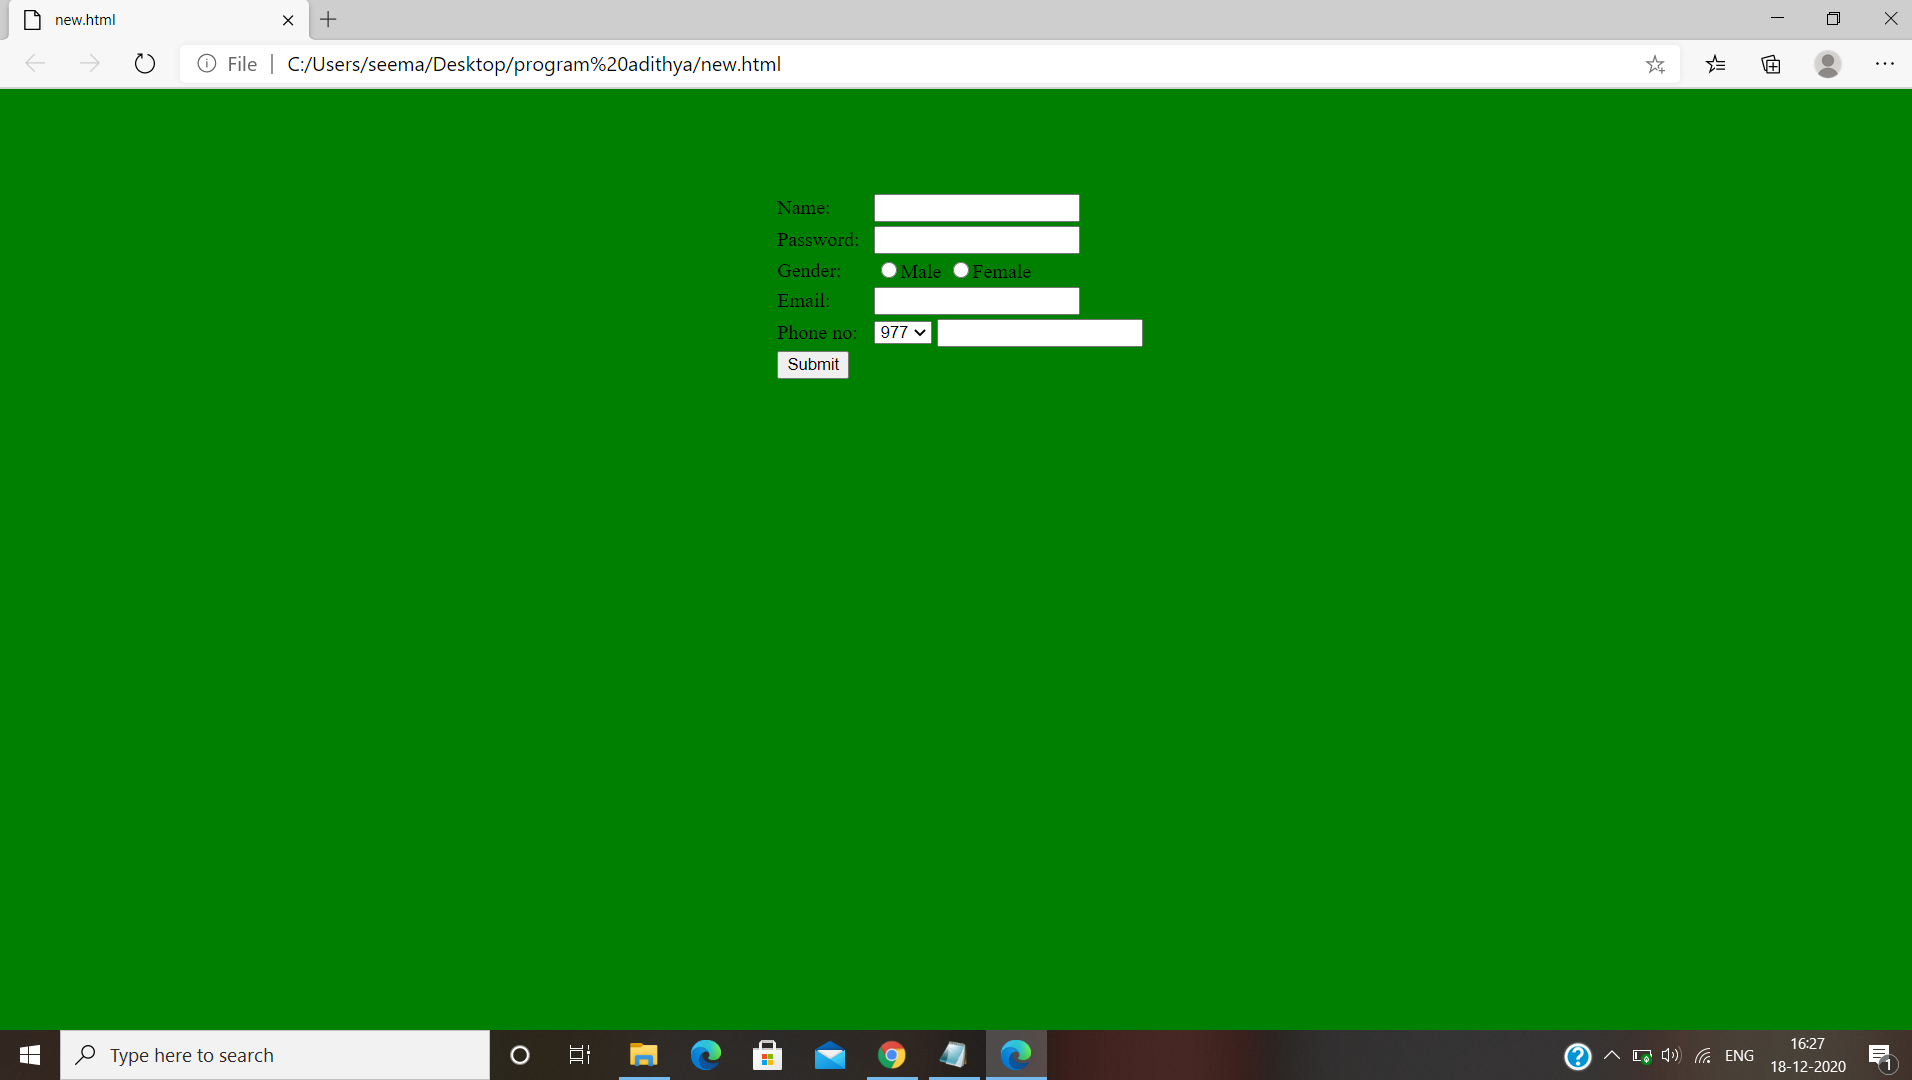 new.html
File | C:/Users/seema/Desktop/program%20adithya/new.html
Name:
Password:
Gender: Male Female
Email:
Phone no: 977
Submit
Type here to search
ENG
16:27
18-12-2020
1